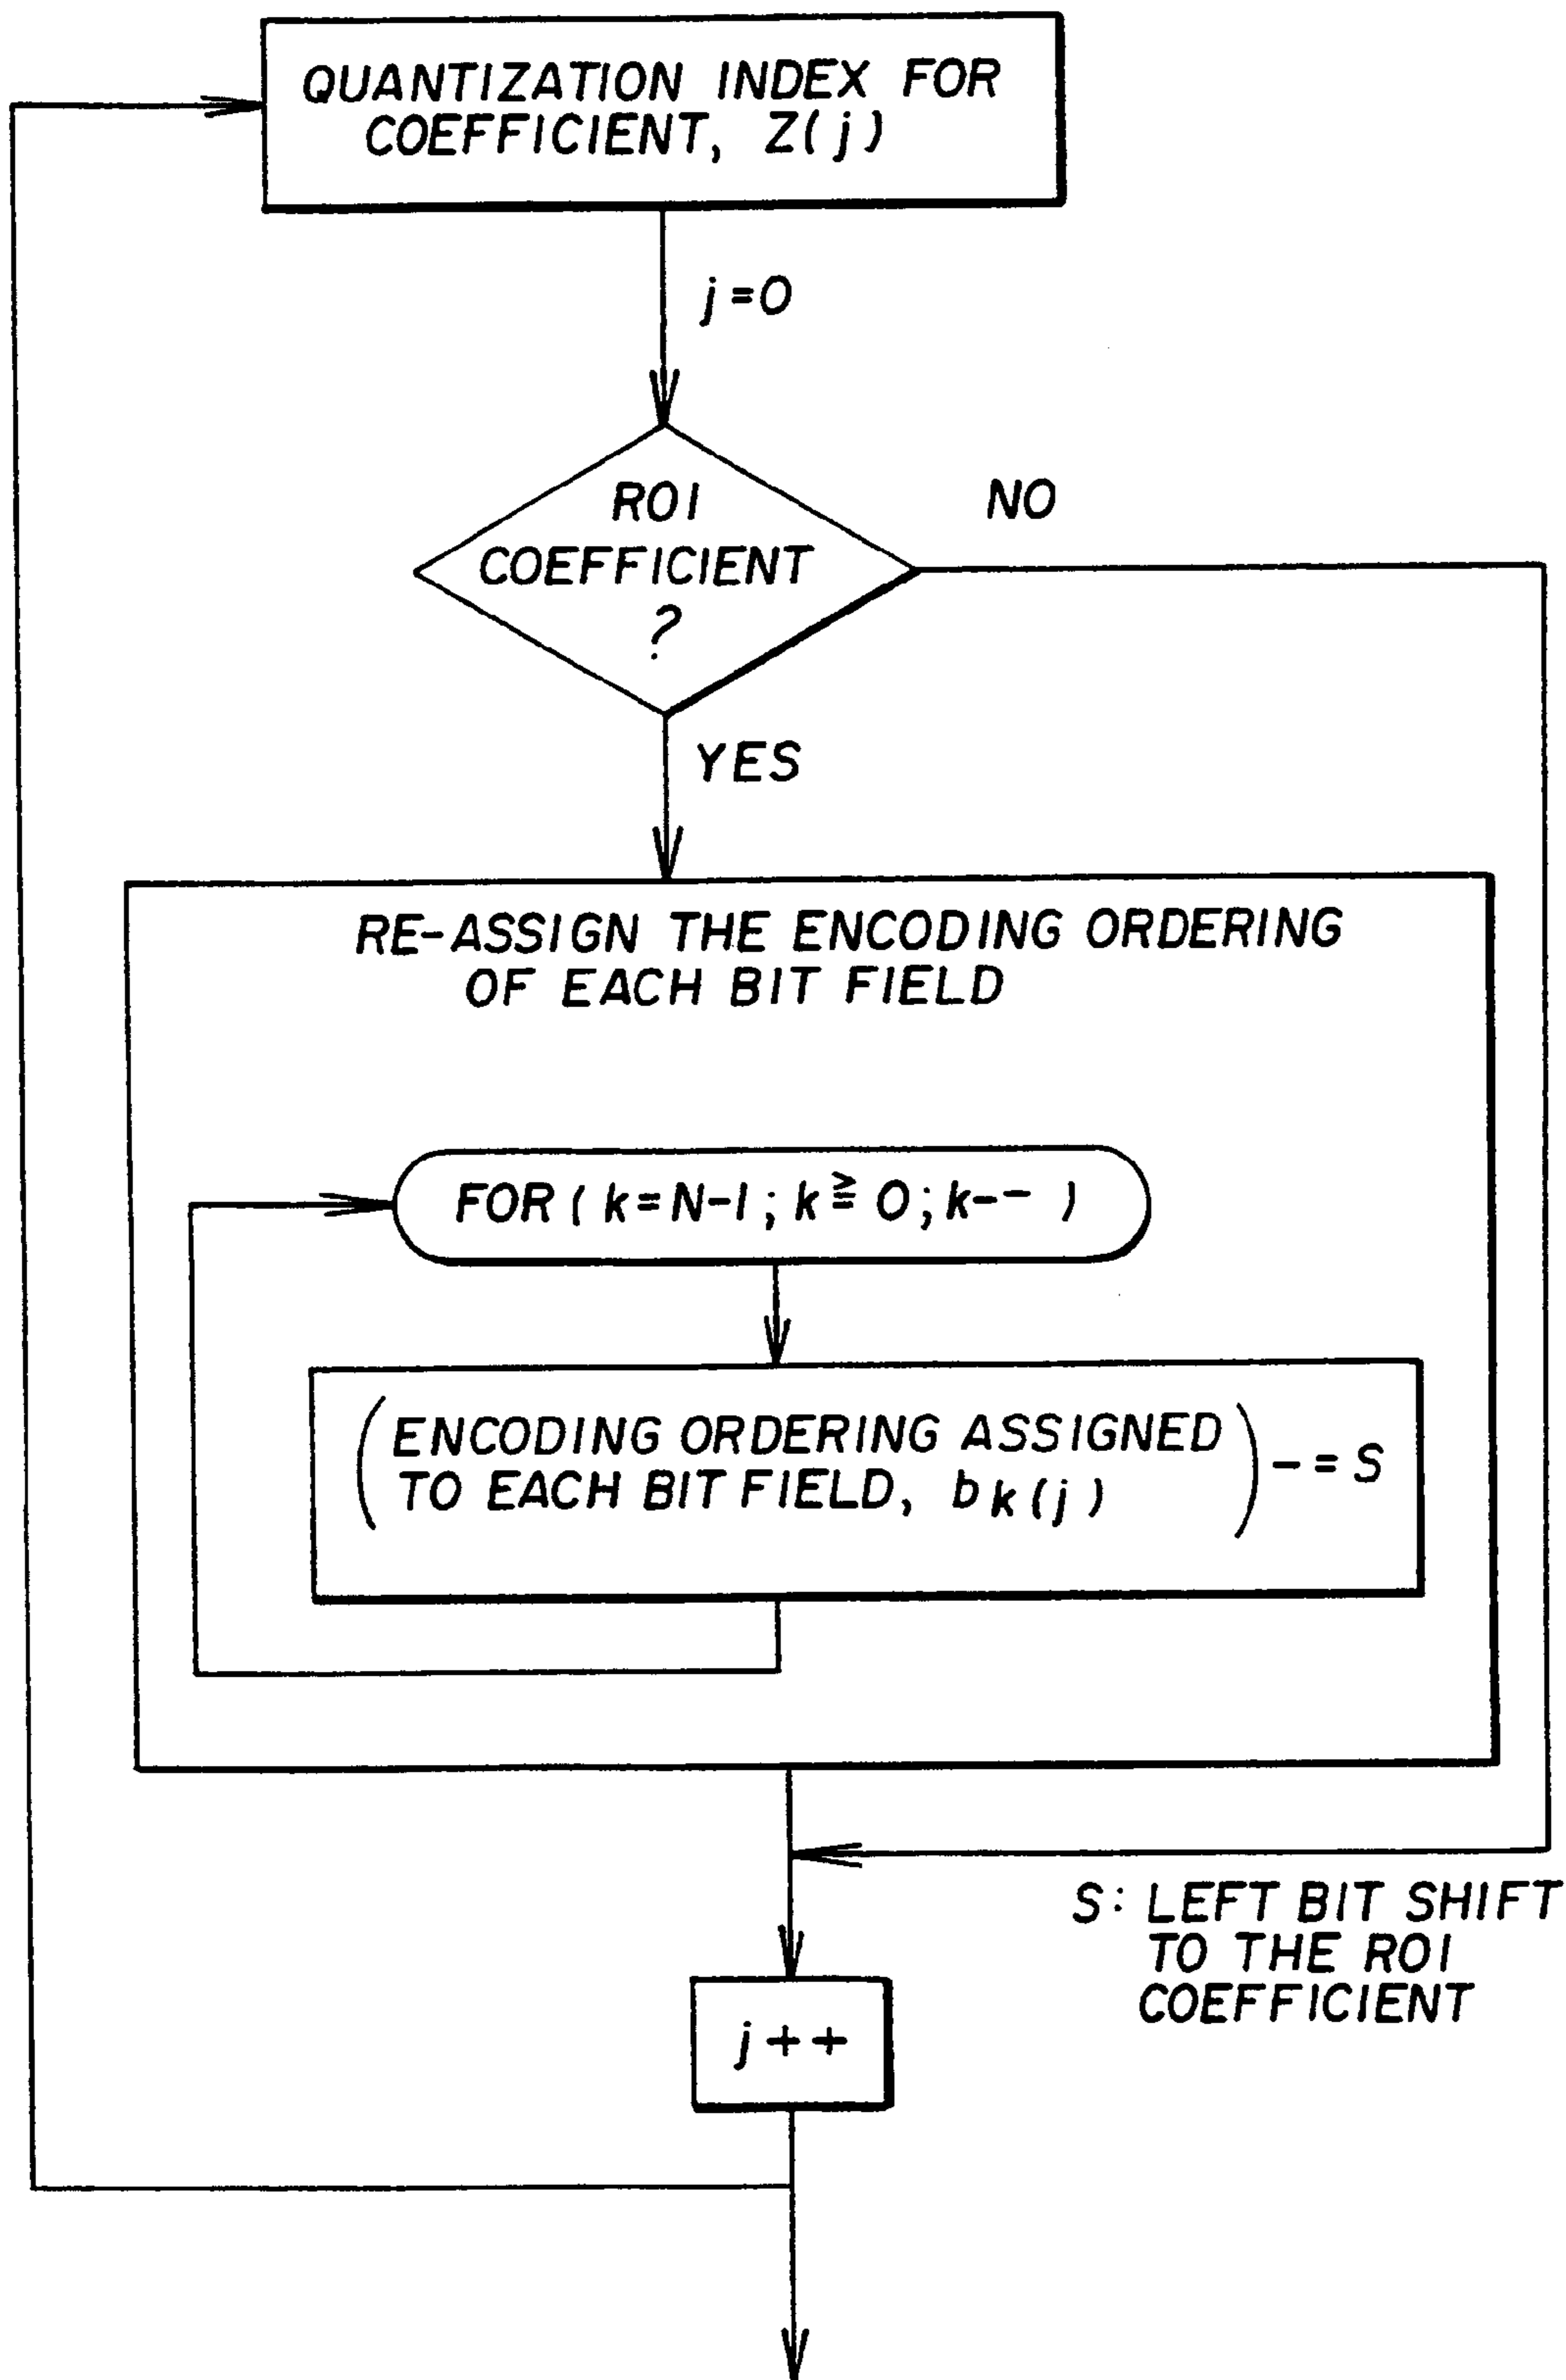 QUANTIZATION INDEX FOR
COEFFICIENT, Z(j)
j=0
ROI
COEFFICIENT
?
NO
YES
RE-ASSIGN THE ENCODING ORDERING
OF EACH BIT FIELD
FOR ( k=N-1 ; k≧0 ; k-- )
(ENCODING ORDERING ASSIGNED
TO EACH BIT FIELD, bk(j)) -=S
S: LEFT BIT SHIFT
TO THE ROI
COEFFICIENT
j++